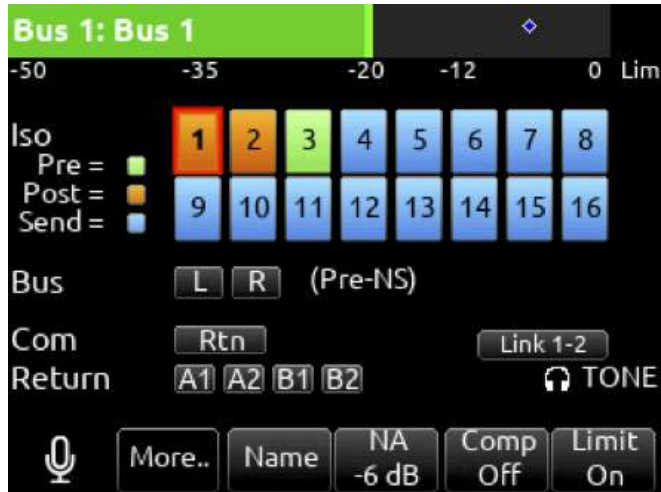 Bus 1: Bus 1
-50 -35 -20 -12 0 Lim
Iso 1 2 3 4 5 6 7 8
Pre =
Post =
Send = 9 10 11 12 13 14 15 16
Bus L R (Pre-NS)
Com Rtn Link 1-2
Return A1 A2 B1 B2 TONE
More.. Name NA -6 dB Comp Off Limit On